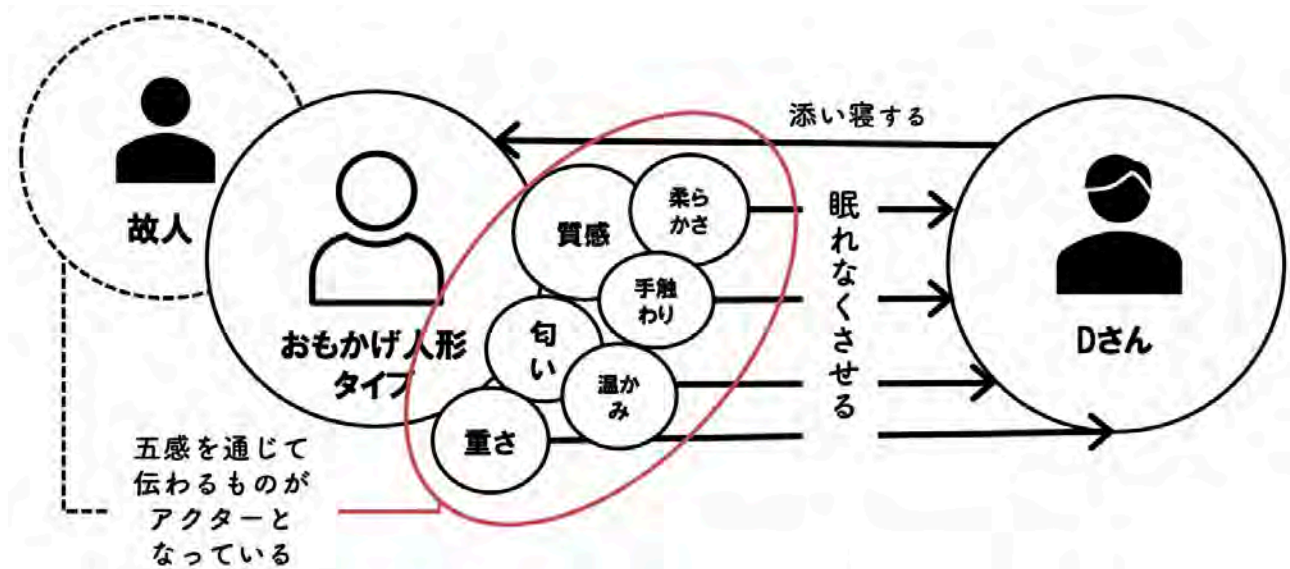 添い寝する
故人
おもかげ人形
タイプ
質感
柔ら
かさ
手触
わり
匂
い
温か
み
重さ
眠れなくさせる
Dさん
五感を通じて
伝わるものが
アクターと
なっている